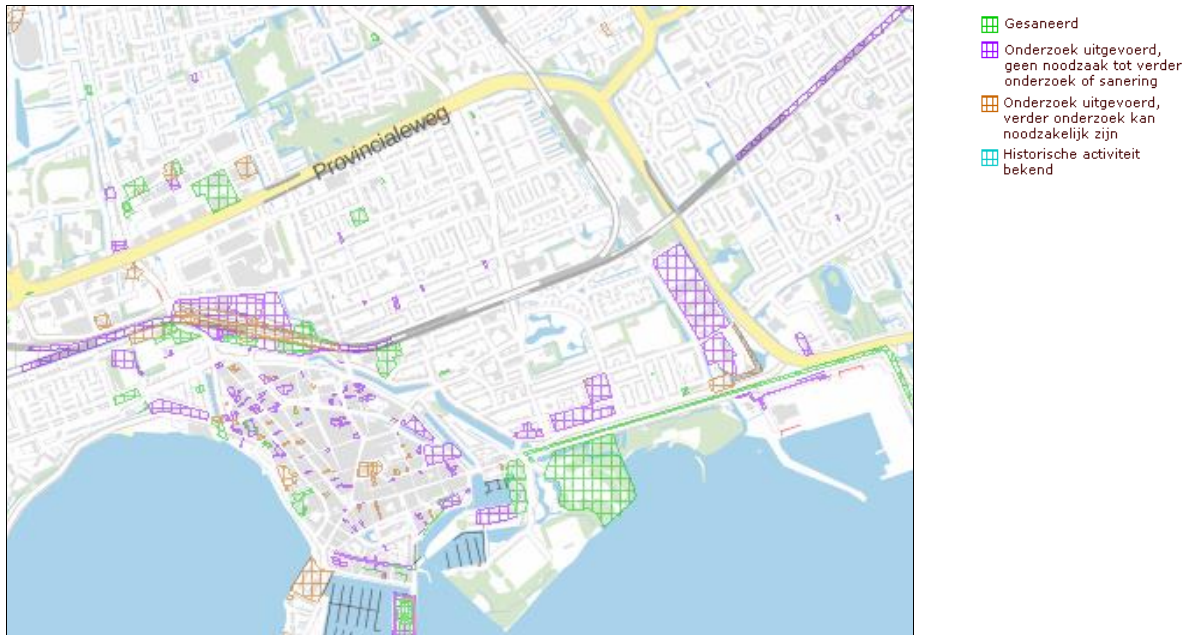 Provincialeweg
Gesaneerd
Onderzoek uitgevoerd,
geen noodzaak tot verder
onderzoek of sanering
Onderzoek uitgevoerd,
verder onderzoek kan
noodzakelijk zijn
Historische activiteit
bekend